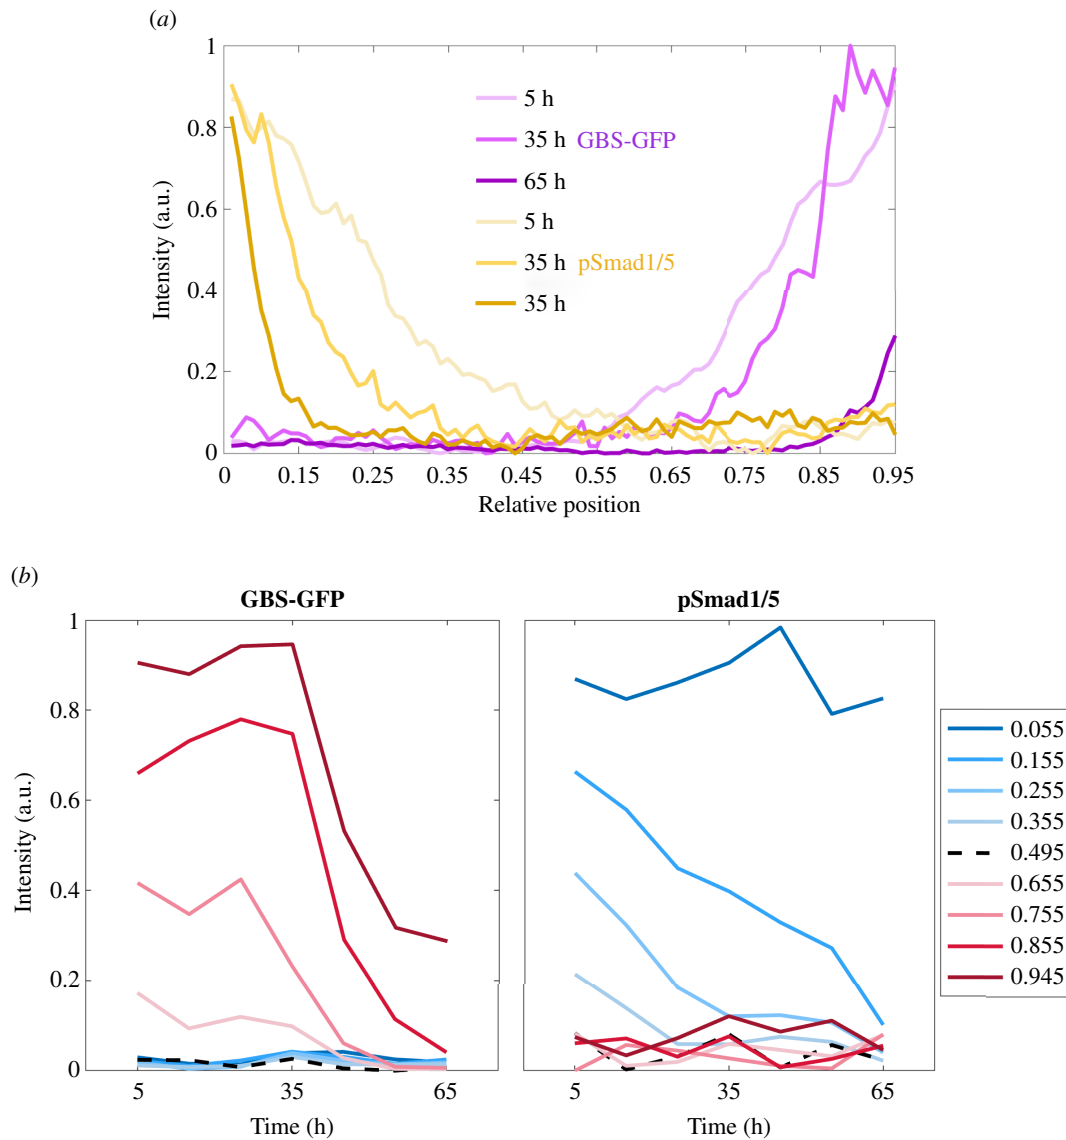 (a)
1
0.8
0.6
0.4
0.2
0
Intensity (a.u.)
5 h
35 h GBS-GFP
65 h
5 h
35 h pSmad1/5
35 h
0 0.15 0.25 0.35 0.45 0.55 0.65 0.75 0.85 0.95
Relative position
(b)
GBS-GFP
1
0.8
0.6
0.4
0.2
0
Intensity (a.u.)
5 35 65
Time (h)
pSmad1/5
5 35 65
Time (h)
0.055
0.155
0.255
0.355
0.495
0.655
0.755
0.855
0.945